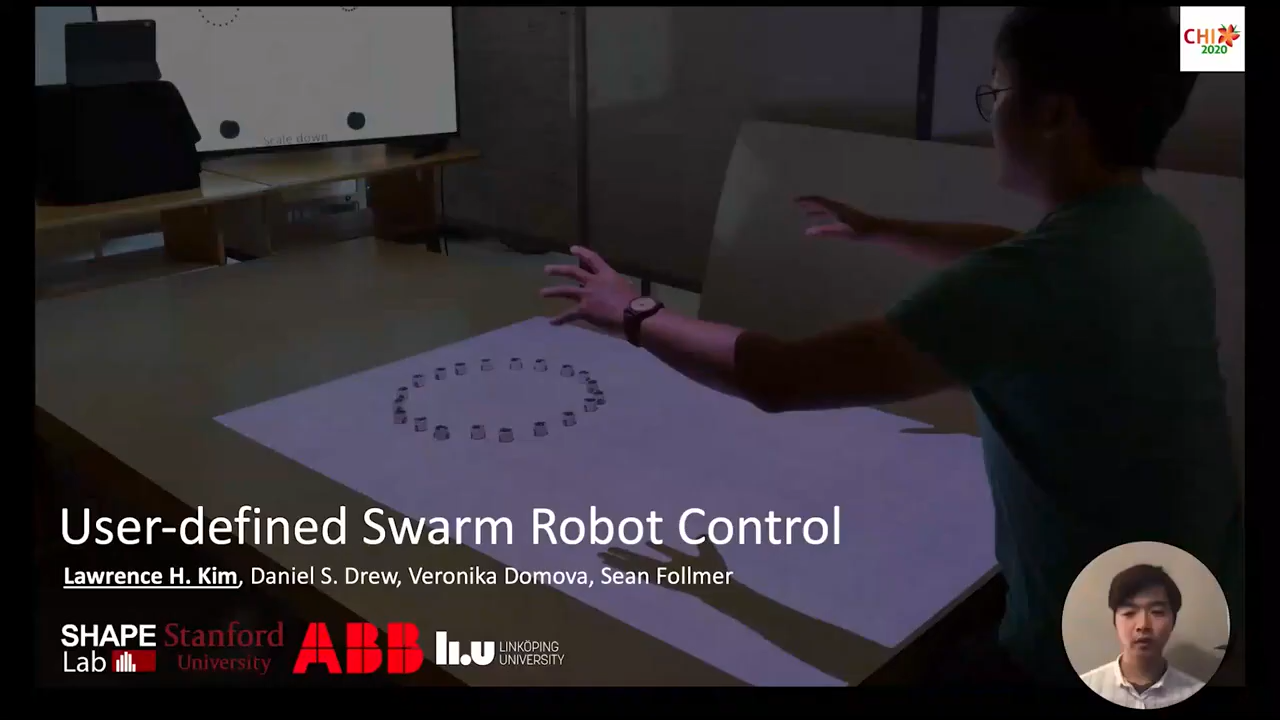 CHI
2020
Scale down
User-defined Swarm Robot Control
Lawrence H. Kim, Daniel S. Drew, Veronika Domova, Sean Follmer
SHAPE
Lab
Stanford
University
ABB
li.u LINKÖPING
UNIVERSITY